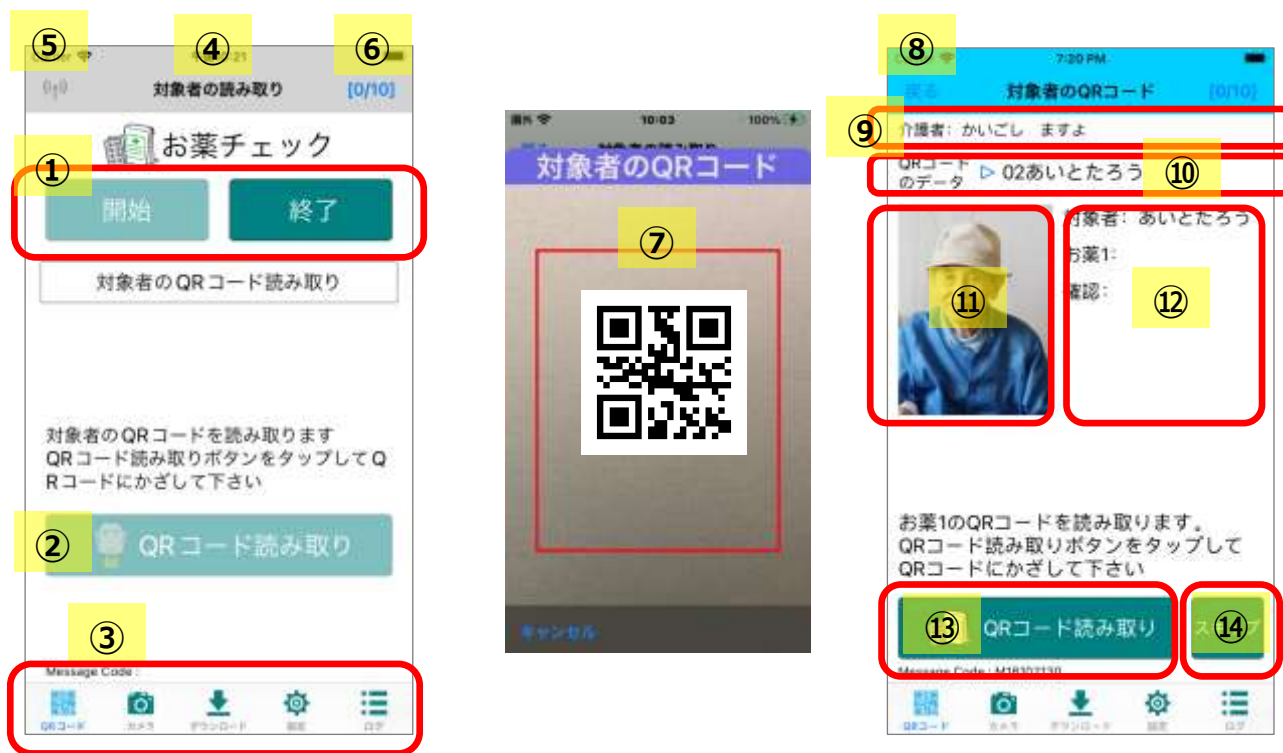 ⑤
④
⑥
対象者の読み取り
[0/10]
お薬チェック
①
開始
終了
対象者のQRコード読み取り
対象者のQRコードを読み取ります
QRコード読み取りボタンをタップしてQ
Rコードにかざして下さい
②
QRコード読み取り
③
Message Code :
QRコード
カメラ
ダウンロード
設定
ログ
圏外
10:03
100%
対象者のQRコード
⑦
キャンセル
⑧
7:20 PM
戻る
対象者のQRコード
[0/10]
⑨
介護者: かいごし ますよ
QRコード
のデータ
▷ 02あいとたろう
⑩
⑪
対象者: あいとたろう
お薬1:
確認:
⑫
お薬1のQRコードを読み取ります。
QRコード読み取りボタンをタップして
QRコードにかざして下さい
⑬
QRコード読み取り
⑭
Message Code : M18302130
QRコード
カメラ
ダウンロード
設定
ログ